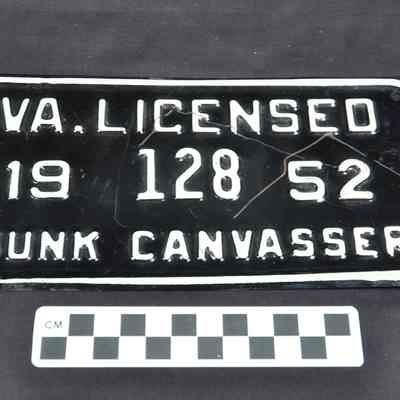 VA. LICENSED
19 128 52
UNK CANVASSER
CM